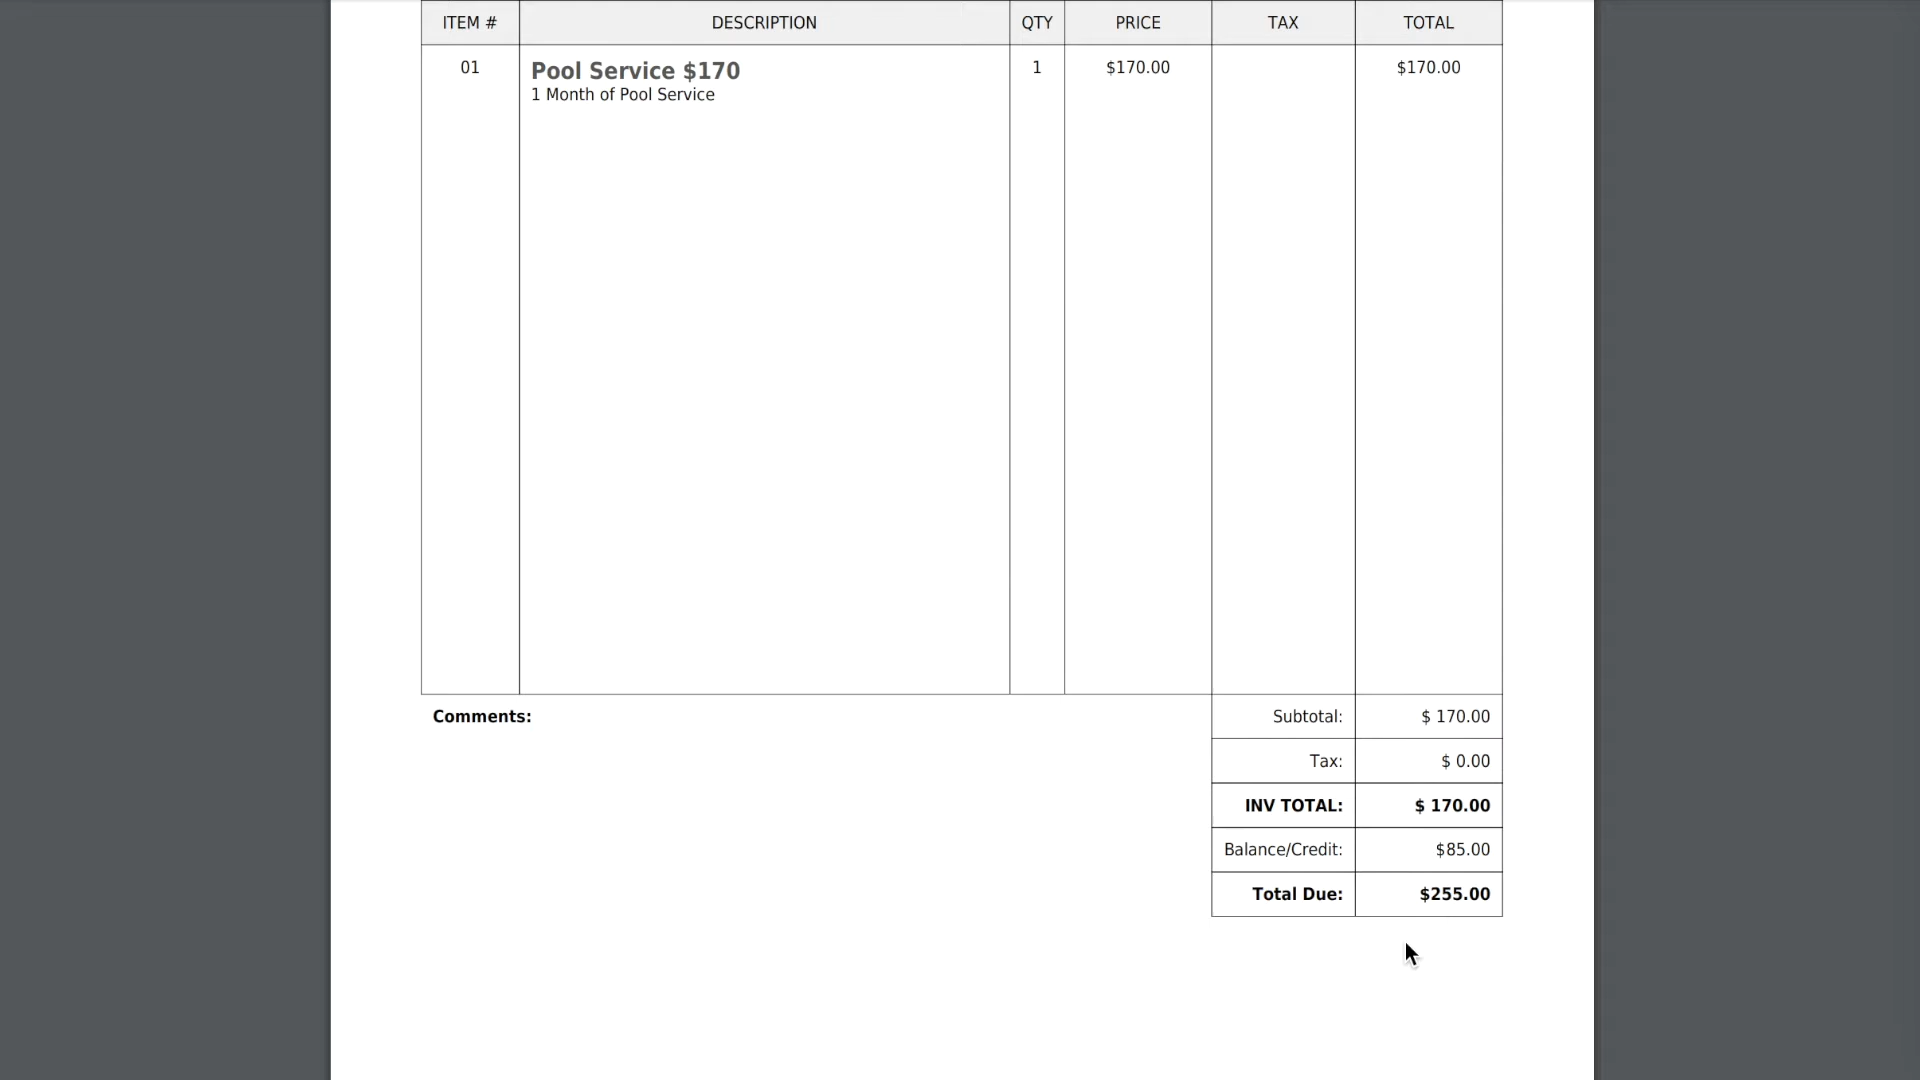 ITEM # DESCRIPTION QTY PRICE TAX TOTAL
01 Pool Service $170 1 $170.00 $170.00
1 Month of Pool Service
Comments: Subtotal: $ 170.00
Tax: $ 0.00
INV TOTAL: $ 170.00
Balance/Credit: $85.00
Total Due: $255.00